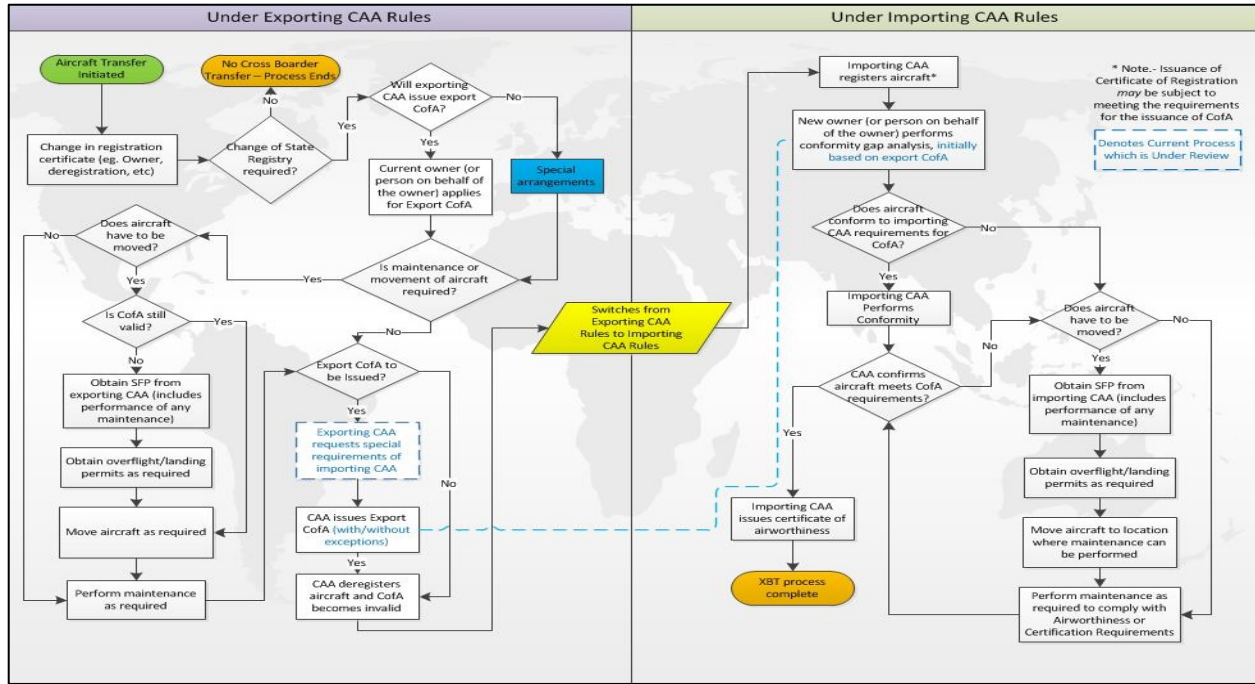 Under Exporting CAA Rules
Under Importing CAA Rules
Aircraft Transfer
Initiated
No Cross Boarder
Transfer – Process Ends
Will exporting
CAA issue export
CofA?
No
No
Yes
Yes
Change in registration
certificate (eg. Owner,
deregistration, etc)
Change of State
Registry
required?
Current owner (or
person on behalf
of the owner) applies
for Export CofA
Special
arrangements
Does aircraft
have to be
moved?
No
Yes
Yes
Is maintenance or
movement of aircraft
required?
No
Is CofA still
valid?
Yes
No
Export CofA to
be Issued?
Yes
No
Obtain SFP from
exporting CAA (includes
performance of any
maintenance)
Exporting CAA
requests special
requirements of
importing CAA
Obtain overflight/landing
permits as required
Move aircraft as required
CAA issues Export
CofA (with/without
exceptions)
Yes
Perform maintenance
as required
CAA deregisters
aircraft and CofA
becomes invalid
Switches from
Exporting CAA
Rules to Importing
CAA Rules
Importing CAA
registers aircraft*
* Note.- Issuance of
Certificate of Registration
may be subject to
meeting the requirements
for the issuance of CofA
Denotes Current Process
which is Under Review
New owner (or person on behalf
of the owner) performs
conformity gap analysis, initially
based on export CofA
Does aircraft
conform to importing
CAA requirements for
CofA?
No
Yes
Importing CAA
Performs
Conformity
Does aircraft
have to be
moved?
No
No
Yes
CAA confirms
aircraft meets CofA
requirements?
Yes
Obtain SFP from
importing CAA (includes
performance of any
maintenance)
Obtain overflight/landing
permits as required
Importing CAA
issues certificate of
airworthiness
Move aircraft to location
where maintenance can
be performed
XBT process
complete
Perform maintenance as
required to comply with
Airworthiness or
Certification Requirements